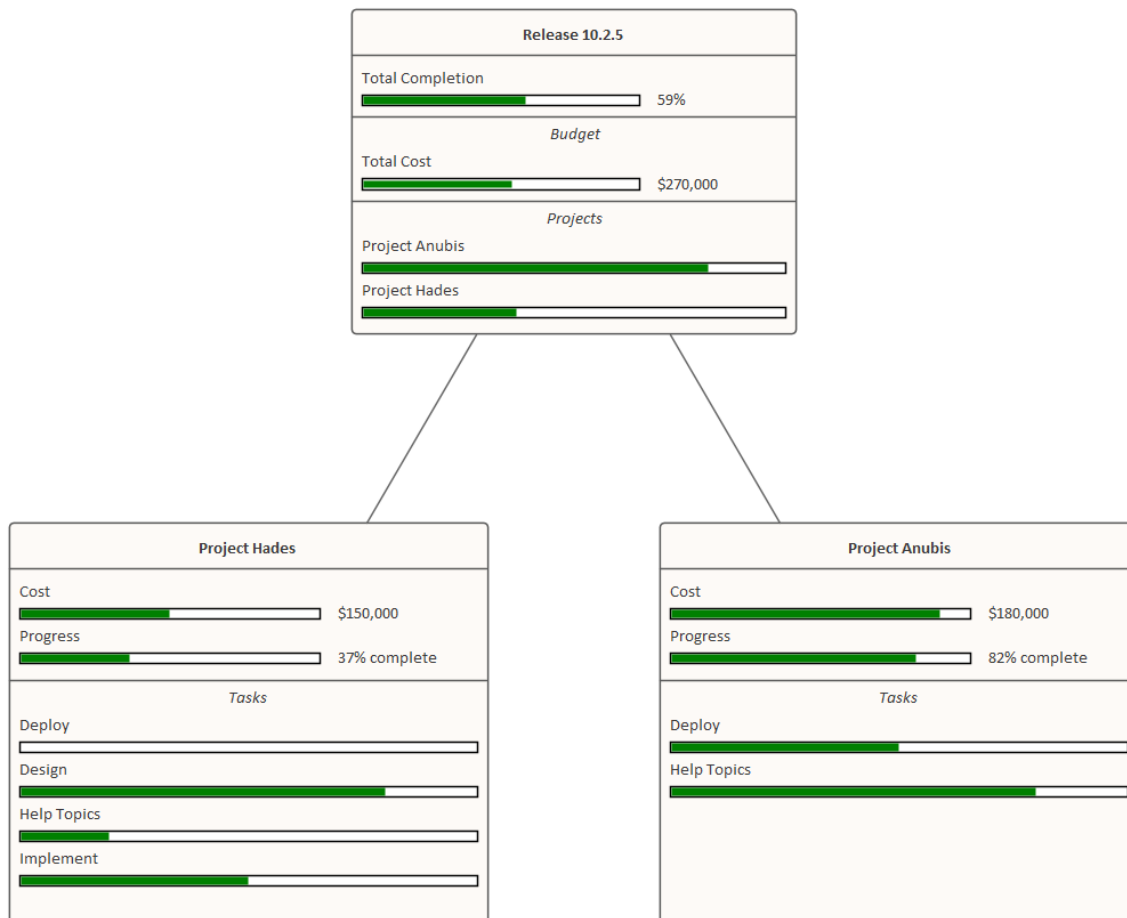 Release 10.2.5
Total Completion
59%
Budget
Total Cost
$270,000
Projects
Project Anubis
Project Hades
Project Hades
Cost
$150,000
Progress
37% complete
Tasks
Deploy
Design
Help Topics
Implement
Project Anubis
Cost
$180,000
Progress
82% complete
Tasks
Deploy
Help Topics